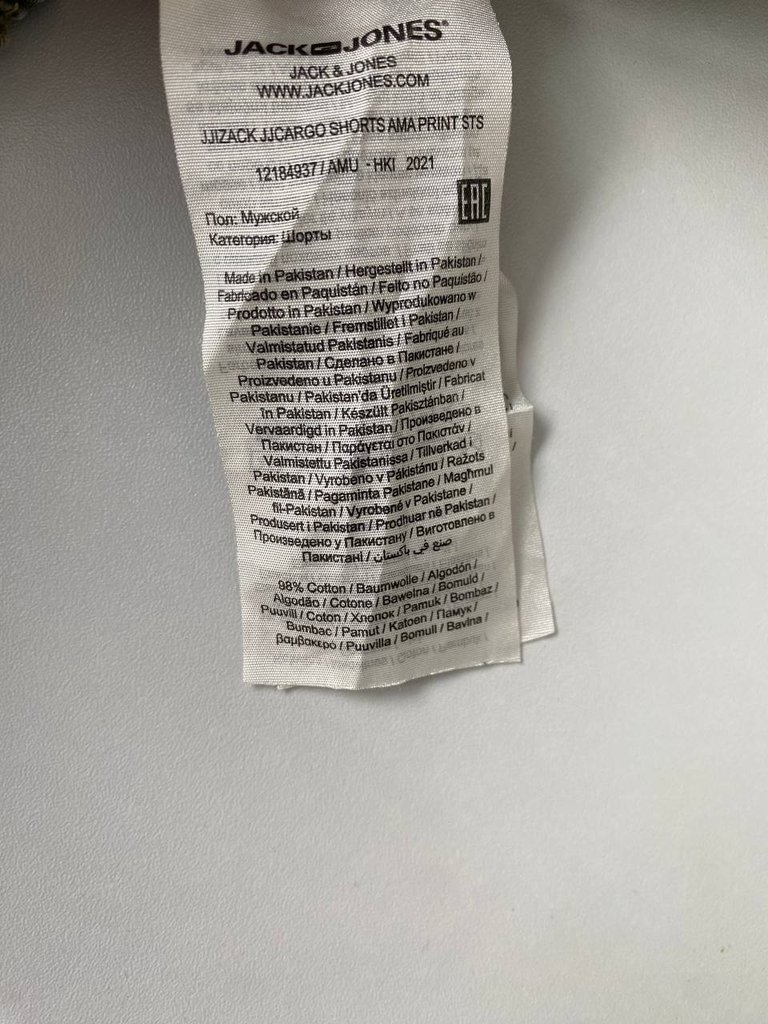 JACK JONES®
JACK & JONES
WWW.JACKJONES.COM
JJIZACK JJCARGO SHORTS AMA PRINT STS
12184937 / AMU - HKI 2021
EAC
Пол: Мужской
Категория: Шорты
Made in Pakistan / Hergestellt in Pakistan /
Fabricado en Paquistán / Feito no Paquistão /
Prodotto in Pakistan / Wyprodukowano w
Pakistanie / Fremstillet i Pakistan /
Valmistatud Pakistanis / Fabriqué au
Pakistan / Сделано в Пакистане /
Proizvedeno u Pakistanu / Proizvedeno v
Pakistanu / Pakistan'da Üretilmiştir / Fabricat
în Pakistan / Készült Pakisztánban /
Vervaardigd in Pakistan / Произведено в
Пакистан / Παράγεται στο Πακιστάν /
Valmistettu Pakistanissa / Tillverkad i
Pakistan / Vyrobeno v Pákistánu / Ražots
Pakistānā / Pagaminta Pakistane / Magħmul
fil-Pakistan / Vyrobené v Pakistane /
Produsert i Pakistan / Prodhuar në Pakistan /
Произведено у Пакистану / Виготовлено в
Пакистані / صنع في باكستان
98% Cotton / Baumwolle / Algodón /
Algodão / Cotone / Bawełna / Bomuld /
Puuvill / Coton / Хлопок / Pamuk / Bombaž /
Bumbac / Pamut / Katoen / Памук /
βαμβακερό / Puuvilla / Bomull / Bavlna /